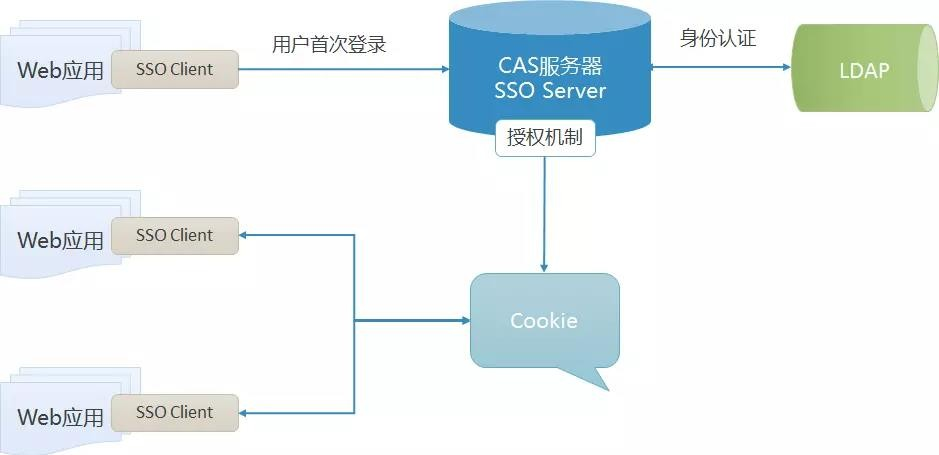 用户首次登录
身份认证
Web应用
SSO Client
CAS服务器
SSO Server
LDAP
授权机制
Web应用
SSO Client
Cookie
Web应用
SSO Client